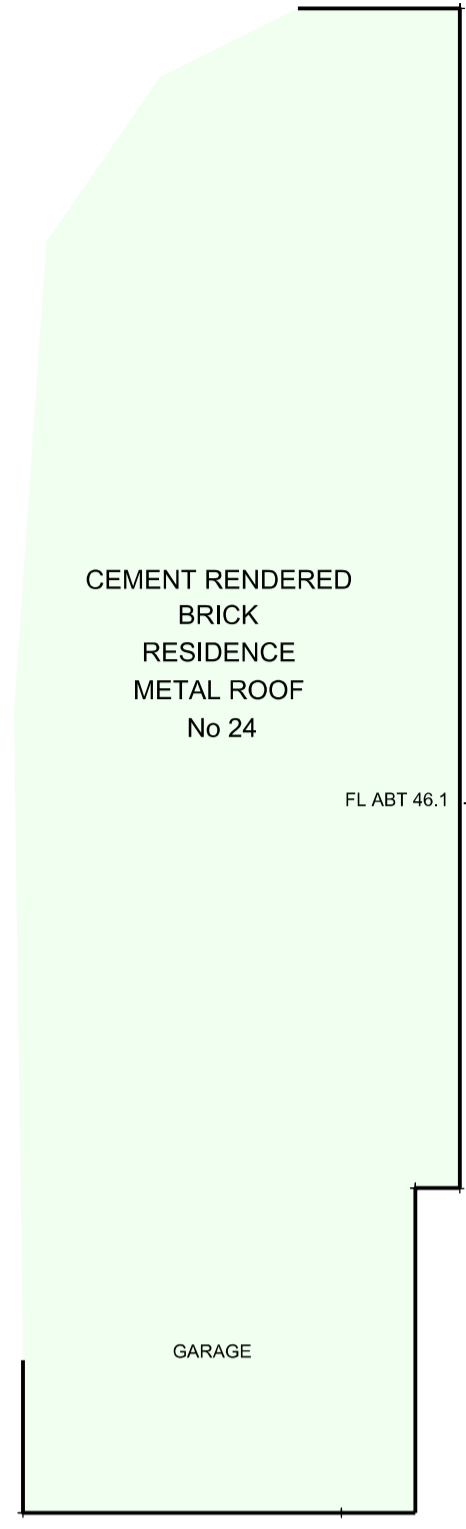 CEMENT RENDERED
BRICK
RESIDENCE
METAL ROOF
No 24
FL ABT 46.1
GARAGE